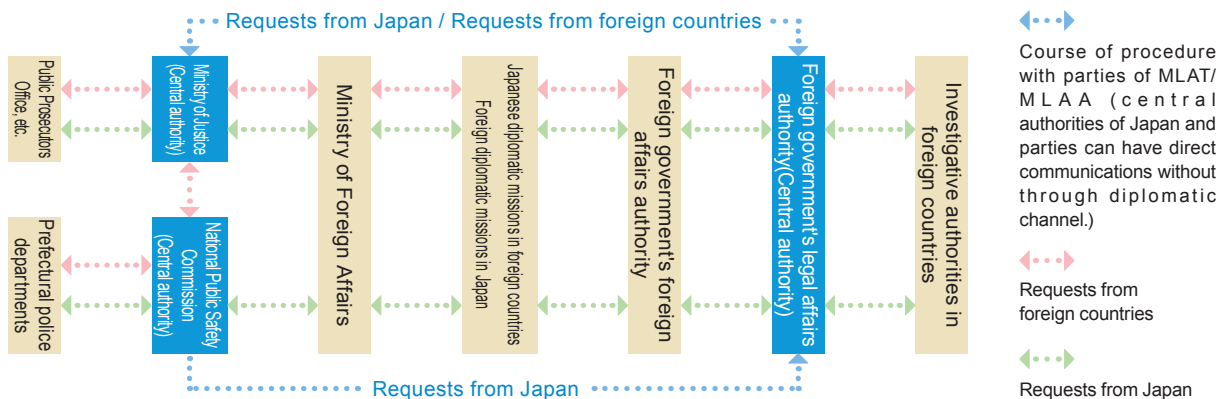 Requests from Japan / Requests from foreign countries
Public Prosecutors
Office, etc.
Ministry of Justice
(Central authority)
Prefectural police
departments
National Public Safety
Commission
(Central authority)
Ministry of Foreign Affairs
Japanese diplomatic missions in foreign countries
Foreign diplomatic missions in Japan
Foreign government's foreign
affairs authority
Foreign government's legal affairs
authority(Central authority)
Investigative authorities in
foreign countries
Requests from Japan
Course of procedure
with parties of MLAT/
MLAA (central
authorities of Japan and
parties can have direct
communications without
through diplomatic
channel.)
Requests from
foreign countries
Requests from Japan